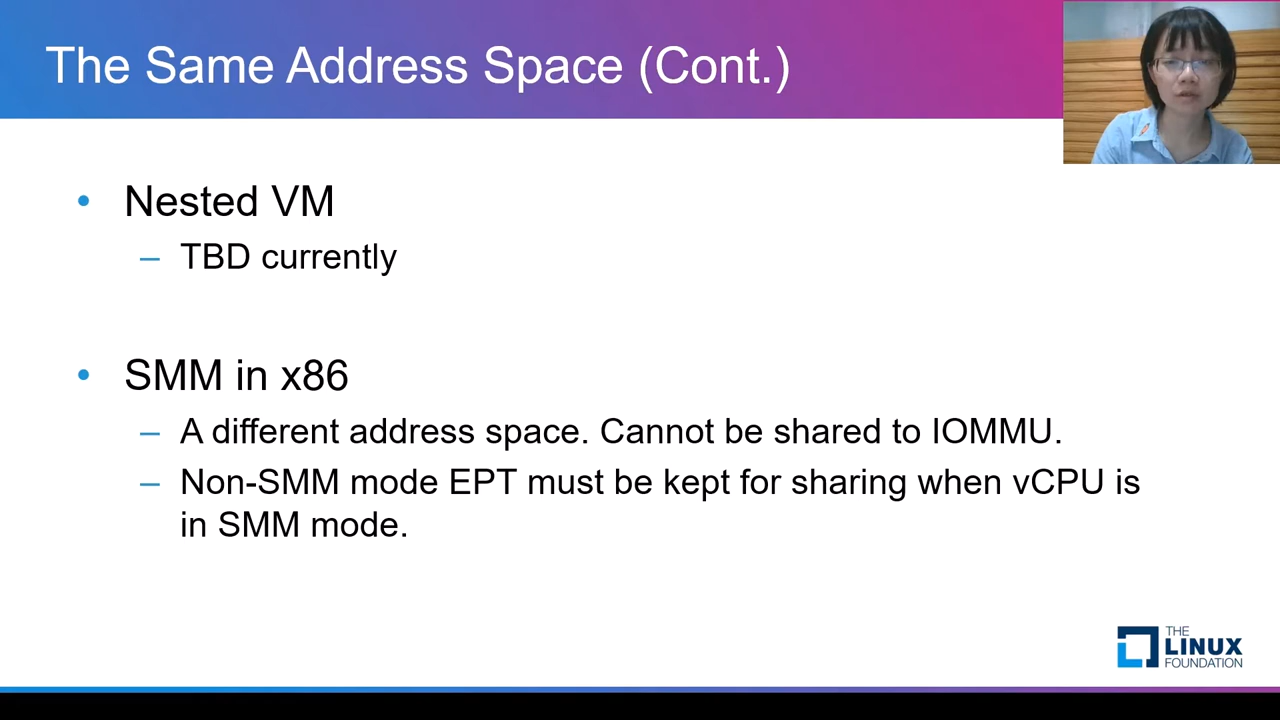 The Same Address Space (Cont.)
• Nested VM
– TBD currently
• SMM in x86
– A different address space. Cannot be shared to IOMMU.
– Non-SMM mode EPT must be kept for sharing when vCPU is
in SMM mode.
THE
LINUX
FOUNDATION